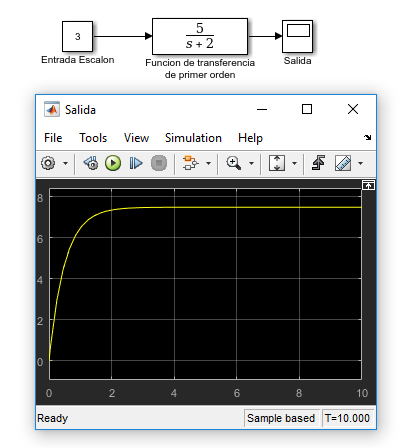 3
5
s + 2
Entrada Escalon
Funcion de transferencia
de primer orden
Salida
Salida
File Tools View Simulation Help
8
6
4
2
0
0 2 4 6 8 10
Ready Sample based T=10.000